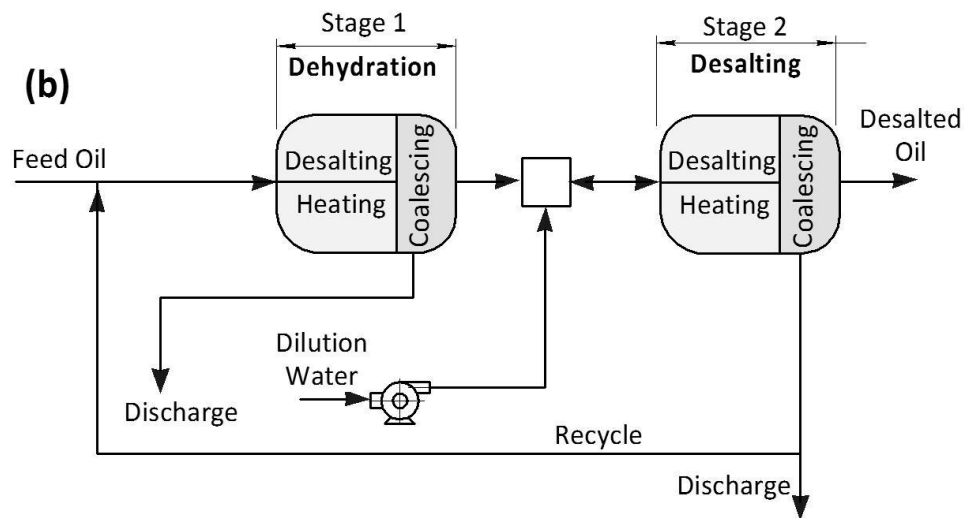 (b)
Stage 1
Dehydration
Stage 2
Desalting
Feed Oil
Desalting
Heating
Coalescing
Desalting
Heating
Coalescing
Desalted
Oil
Discharge
Dilution
Water
Recycle
Discharge